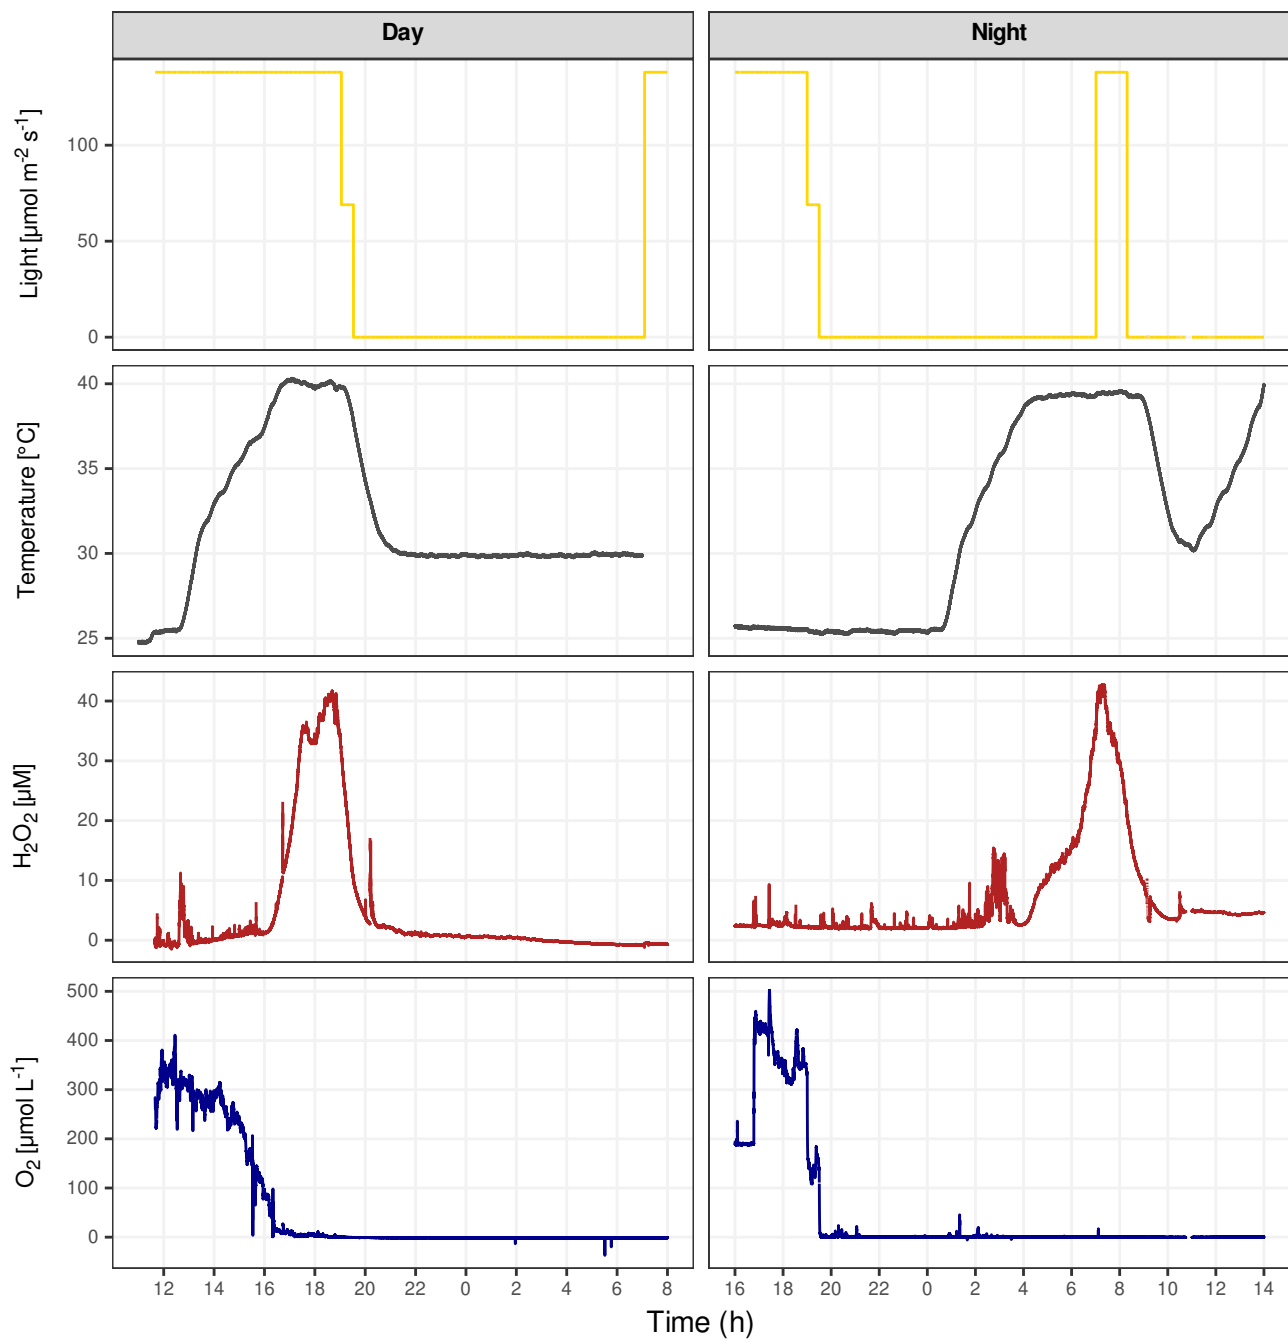 Day Night
Light [µmol m⁻² s⁻¹]
100
50
0
Temperature [°C]
40
35
30
25
H₂O₂ [µM]
40
30
20
10
0
O₂ [µmol L⁻¹]
500
400
300
200
100
0
12 14 16 18 20 22 0 2 4 6 8 16 18 20 22 0 2 4 6 8 10 12 14
Time (h)